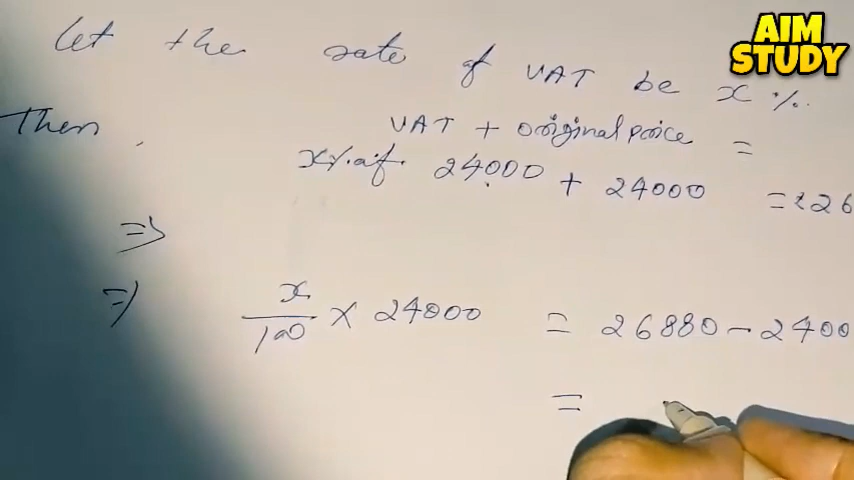 AIM
STUDY
Let the rate of VAT be x %.
Then, VAT + original price =
x% of 24000 + 24000 = 226
⇒
⇒ x/100 × 24000 = 26880 - 2400
=